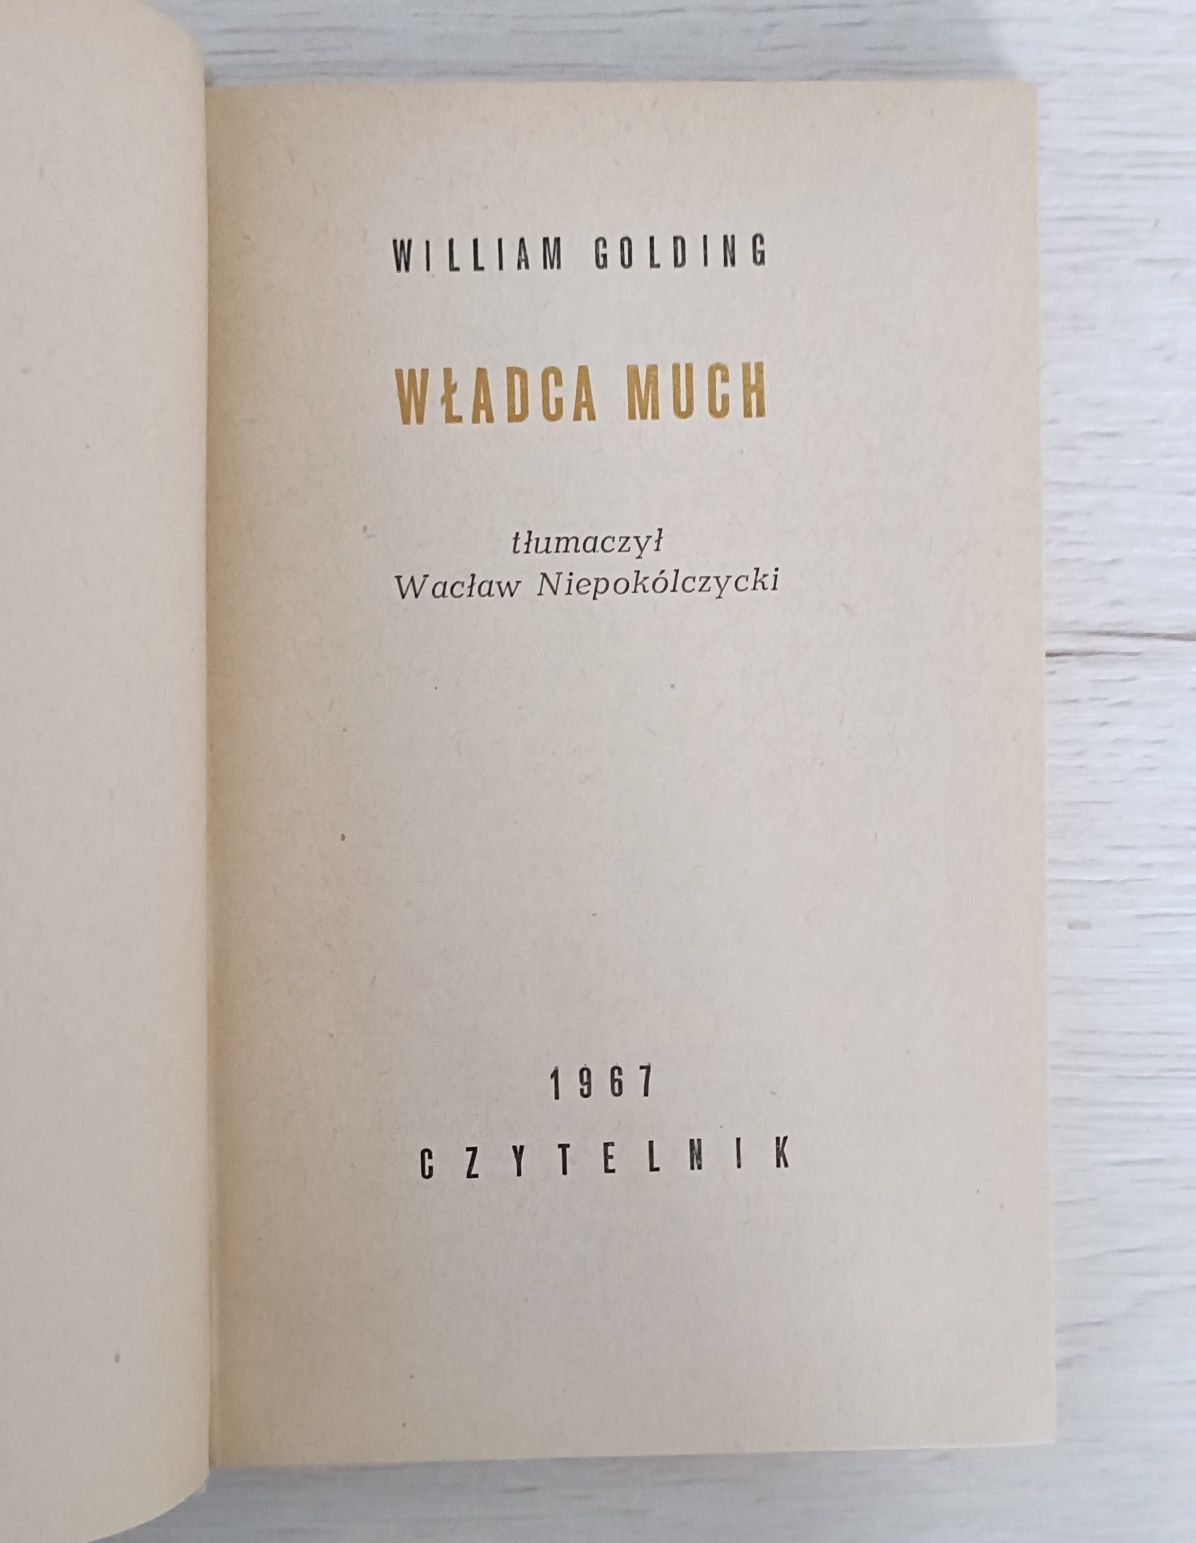 WILLIAM GOLDING
WŁADCA MUCH
tłumaczył
Wacław Niepokólczycki
1967
CZYTELNIK